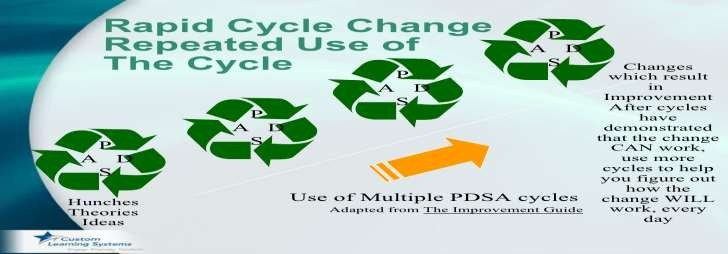 Rapid Cycle Change
Repeated Use of
The Cycle
P
A D
S
P
A D
S
P
A D
S
P
A D
S
Hunches
Theories
Ideas
Use of Multiple PDSA cycles
Adapted from The Improvement Guide
Changes
which result
in
Improvement
After cycles
have
demonstrated
that the change
CAN work,
use more
cycles to help
you figure out
how the
change WILL
work, every
day
Custom
Learning Systems